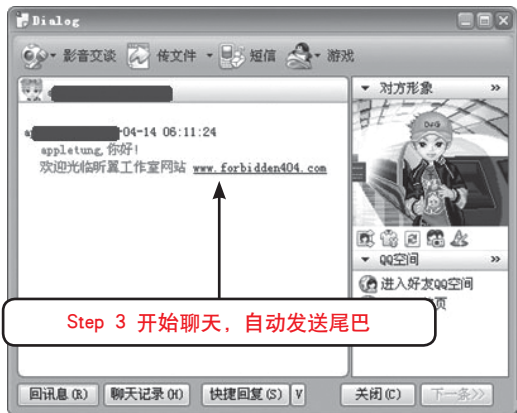 Dialog
影音交谈 传文件 短信 游戏
对方形象 »
-04-14 06:11:24
appletung,你好!
欢迎光临昕翼工作室网站 www.forbidden404.com
DJG
QQ空间 »
进入好友QQ空间
页
Step 3 开始聊天，自动发送尾巴
回讯息(R) 聊天记录(H) 快捷回复(S) V 关闭(C) 下一条>>